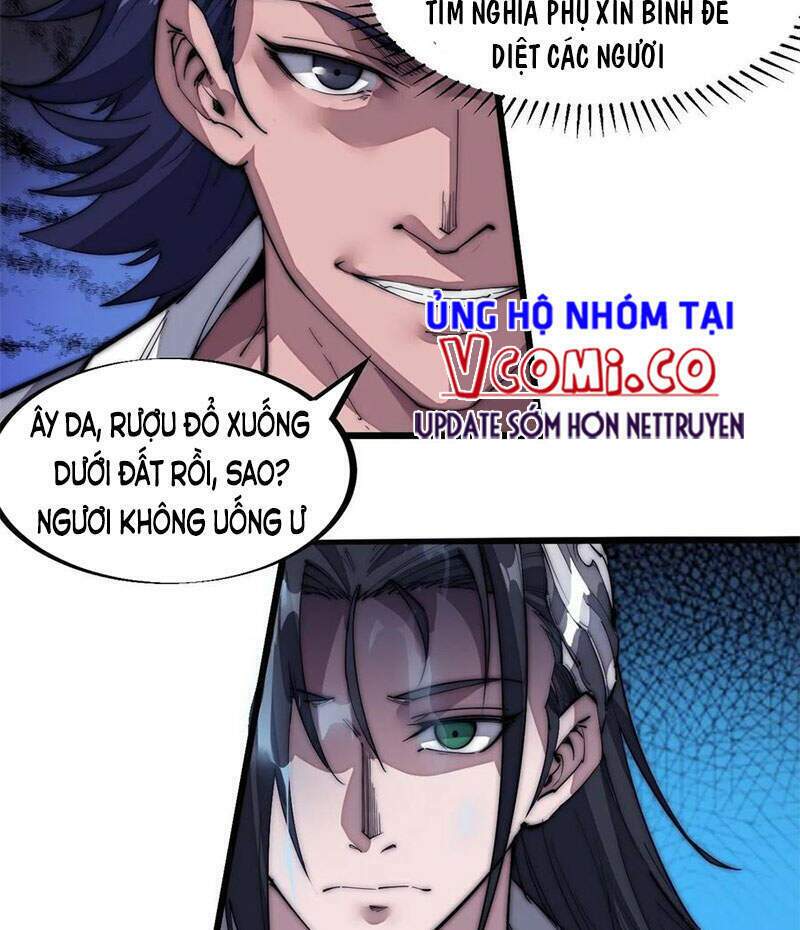 TÌM NGHĨA PHỤ XIN BINH ĐỂ
DIỆT CÁC NGƯƠI
ỦNG HỘ NHÓM TẠI
VCOMI.CO
UPDATE SỚM HƠN NETTRUYEN
ÂY DA, RƯỢU ĐỔ XUỐNG
DƯỚI ĐẤT RỒI, SAO?
NGƯƠI KHÔNG UỐNG Ư